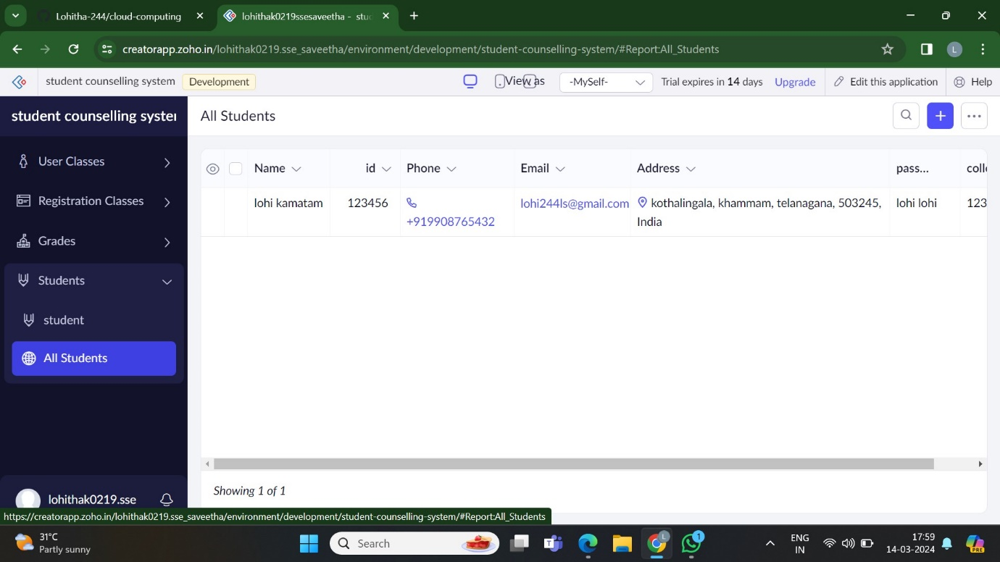 Lohitha-244/cloud-computing
lohithak0219ssesaveetha - stud
creatorapp.zoho.in/lohithak0219.sse_saveetha/environment/development/student-counselling-system/#Report:All_Students
L
student counselling system Development View as -MySelf- Trial expires in 14 days Upgrade Edit this application Help
student counselling system
All Students
User Classes
Registration Classes
Grades
Students
student
All Students
Name id Phone Email Address pass... colle
lohi kamatam 123456 +919908765432 lohi244ls@gmail.com kothalingala, khammam, telanagana, 503245, India lohi lohi 123
Showing 1 of 1
lohithak0219.sse
https://creatorapp.zoho.in/lohithak0219.sse_saveetha/environment/development/student-counselling-system/#Report:All_Students
31°C
Partly sunny
Search
L
1
ENG
IN
17:59
14-03-2024
PRE